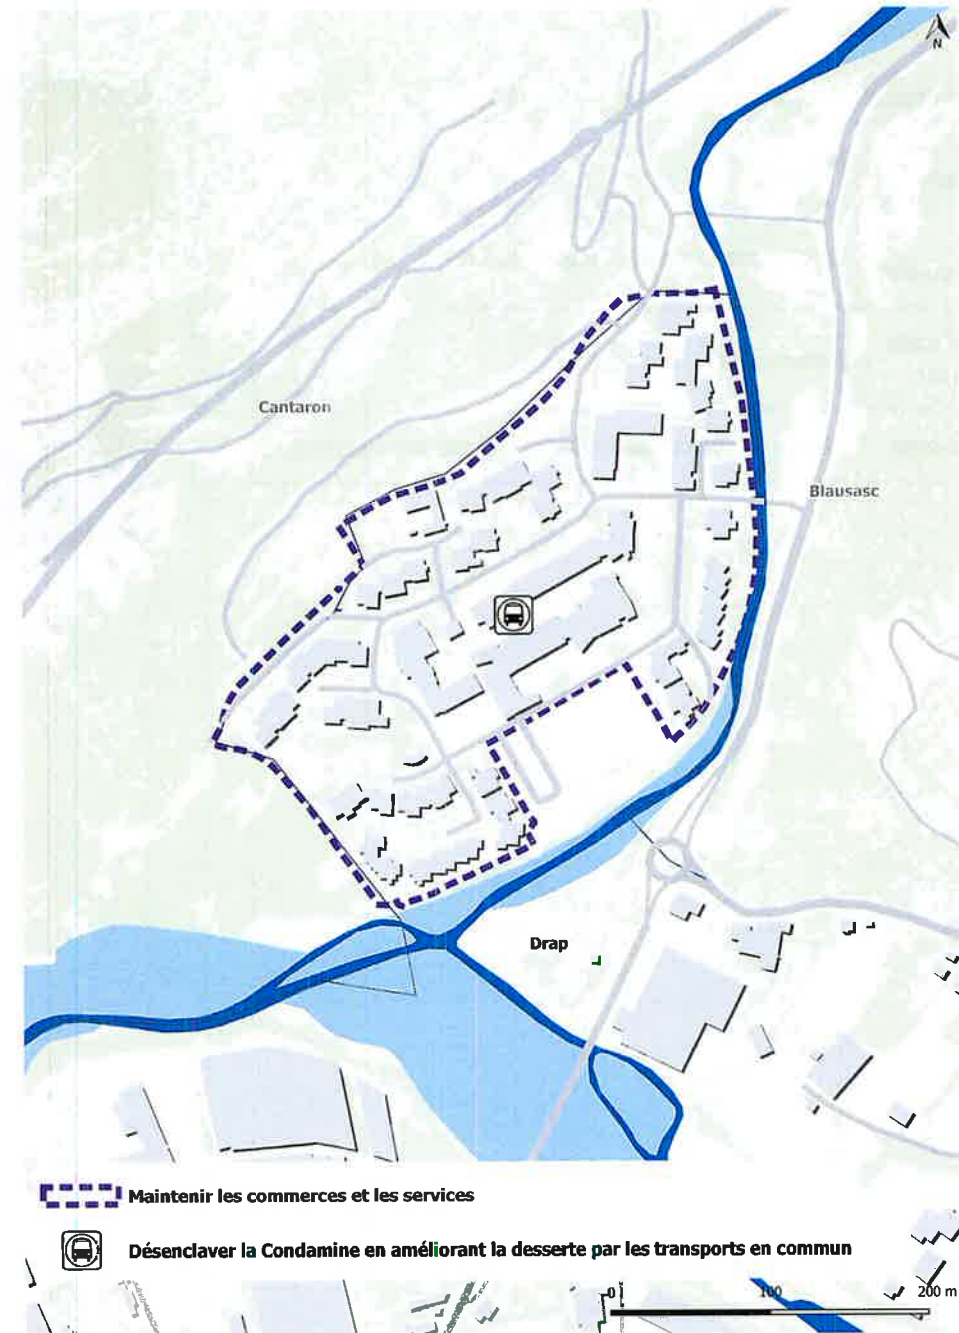 N
Cantaron
Blausasc
Drap
Maintenir les commerces et les services
Désenclaver la Condamine en améliorant la desserte par les transports en commun
0 100 200 m